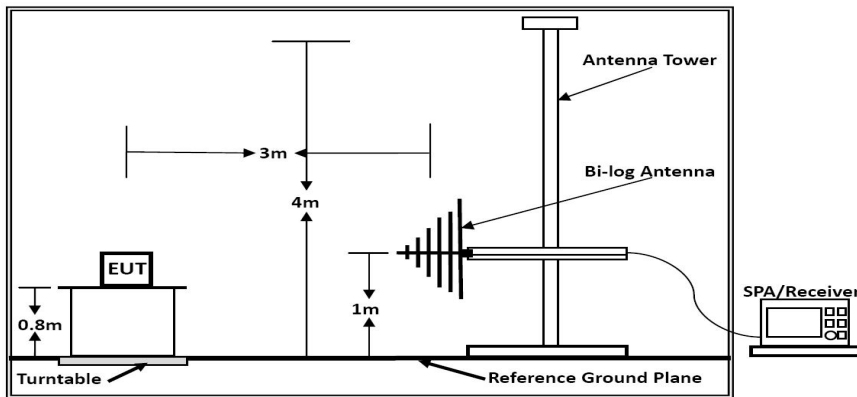 Antenna Tower
3m
Bi-log Antenna
4m
EUT
SPA/Receiver
0.8m
1m
Turntable
Reference Ground Plane